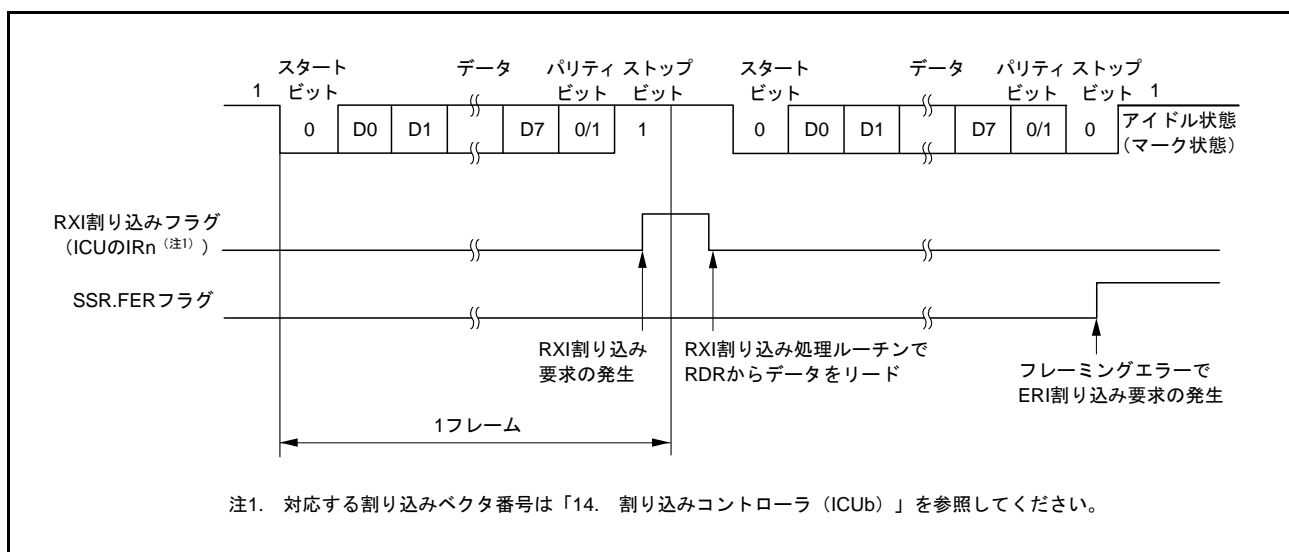 スタート
ビット
データ
パリティ
ビット
ストップ
ビット
スタート
ビット
データ
パリティ
ビット
ストップ
ビット
1
1
0
D0
D1
D7
0/1
1
0
D0
D1
D7
0/1
0
アイドル状態
(マーク状態)
RXI割り込みフラグ
(ICUのIRn (注1) )
SSR.FERフラグ
RXI割り込み
要求の発生
RXI割り込み処理ルーチンで
RDRからデータをリード
フレーミングエラーで
ERI割り込み要求の発生
1フレーム
注1. 対応する割り込みベクタ番号は「14. 割り込みコントローラ (ICUb) 」を参照してください。